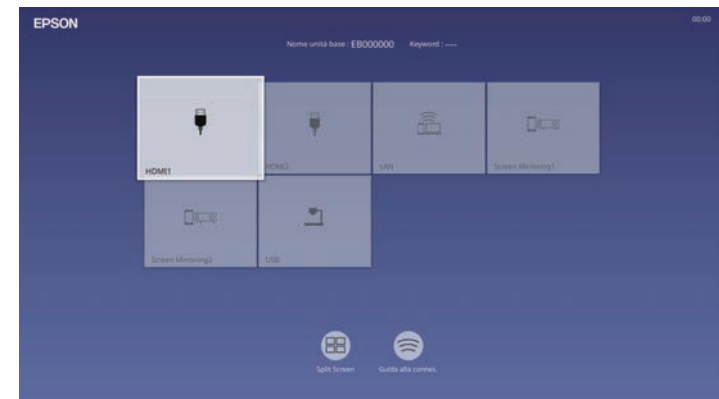 EPSON
00:00
Nome unità base : EB000000 Keyword : ----
HDMI1
HDMI2
LAN
Screen Mirroring1
Screen Mirroring2
USB
Split Screen
Guida alla connes.